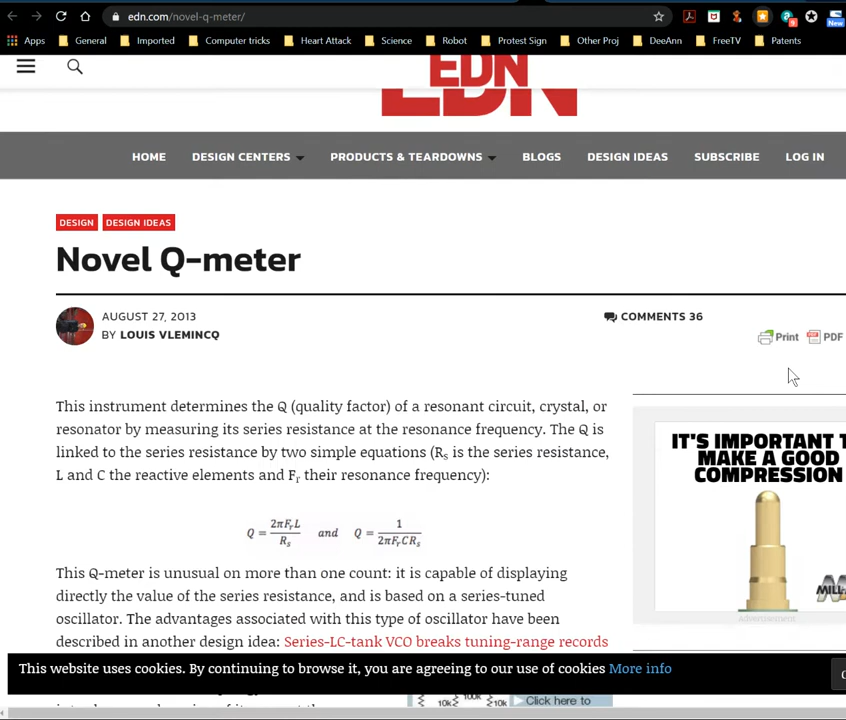 edn.com/novel-q-meter/
New
Apps General Imported Computer tricks Heart Attack Science Robot Protest Sign Other Proj DeeAnn FreeTV Patents
EDN
HOME DESIGN CENTERS PRODUCTS & TEARDOWNS BLOGS DESIGN IDEAS SUBSCRIBE LOG IN
DESIGN DESIGN IDEAS
Novel Q-meter
AUGUST 27, 2013
BY LOUIS VLEMINCQ
COMMENTS 36
Print PDF
This instrument determines the Q (quality factor) of a resonant circuit, crystal, or
resonator by measuring its series resistance at the resonance frequency. The Q is
linked to the series resistance by two simple equations (Rs is the series resistance,
L and C the reactive elements and Fr their resonance frequency):
Q = 2πFrL / Rs and Q = 1 / 2πFrCRs
This Q-meter is unusual on more than one count: it is capable of displaying
directly the value of the series resistance, and is based on a series-tuned
oscillator. The advantages associated with this type of oscillator have been
described in another design idea: Series-LC-tank VCO breaks tuning-range records
IT'S IMPORTANT
MAKE A GOOD
COMPRESSION
MILL
Advertisement
This website uses cookies. By continuing to browse it, you are agreeing to our use of cookies More info
10k 100k 10k Click here to